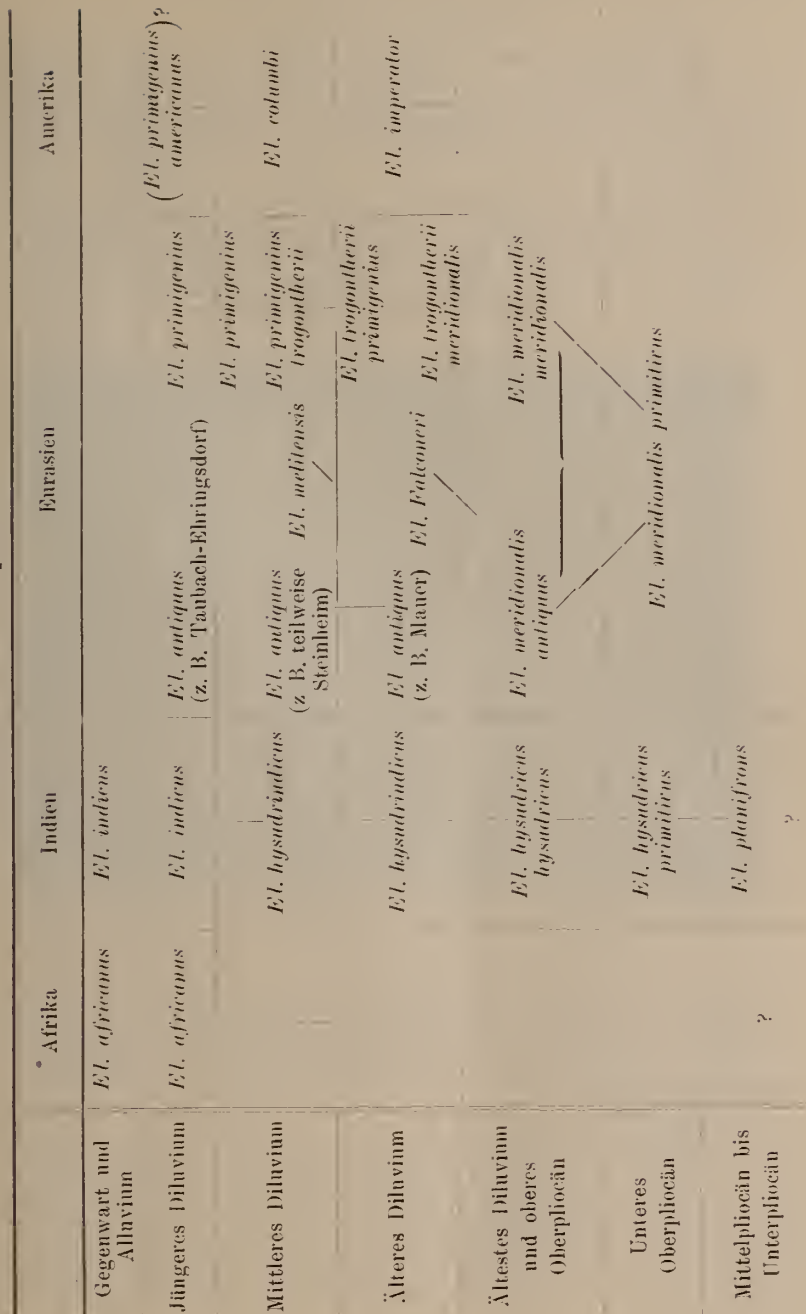 Afrika Indien Eurasien Amerika
Gegenwart und Alluvium El. africanus El. indicus
Jüngeres Diluvium El. africanus El. indicus El. antiquus El. primigenius (El. primigenius americanus)?
(z. B. Taubach-Ehringsdorf) El. primigenius
Mittleres Diluvium El. hysudrindicus El. antiquus El. melitensis El. primigenius trogontherii El. columbi
(z B. teilweise Steinheim)
El. trogontherii primigenius
Älteres Diluvium El. hysudrindicus El antiquus El. Falconeri El. trogontherii meridionalis El. imperator
(z. B. Mauer)
Ältestes Diluvium und oberes Oberpliocän El. hysudricus hysudricus El. meridionalis antiquus El. meridionalis meridionalis
Unteres Oberpliocän El. hysudricus primitivus El. meridionalis primitivus
Mittelpliocän bis Unterpliocän ? El. planifrons
?